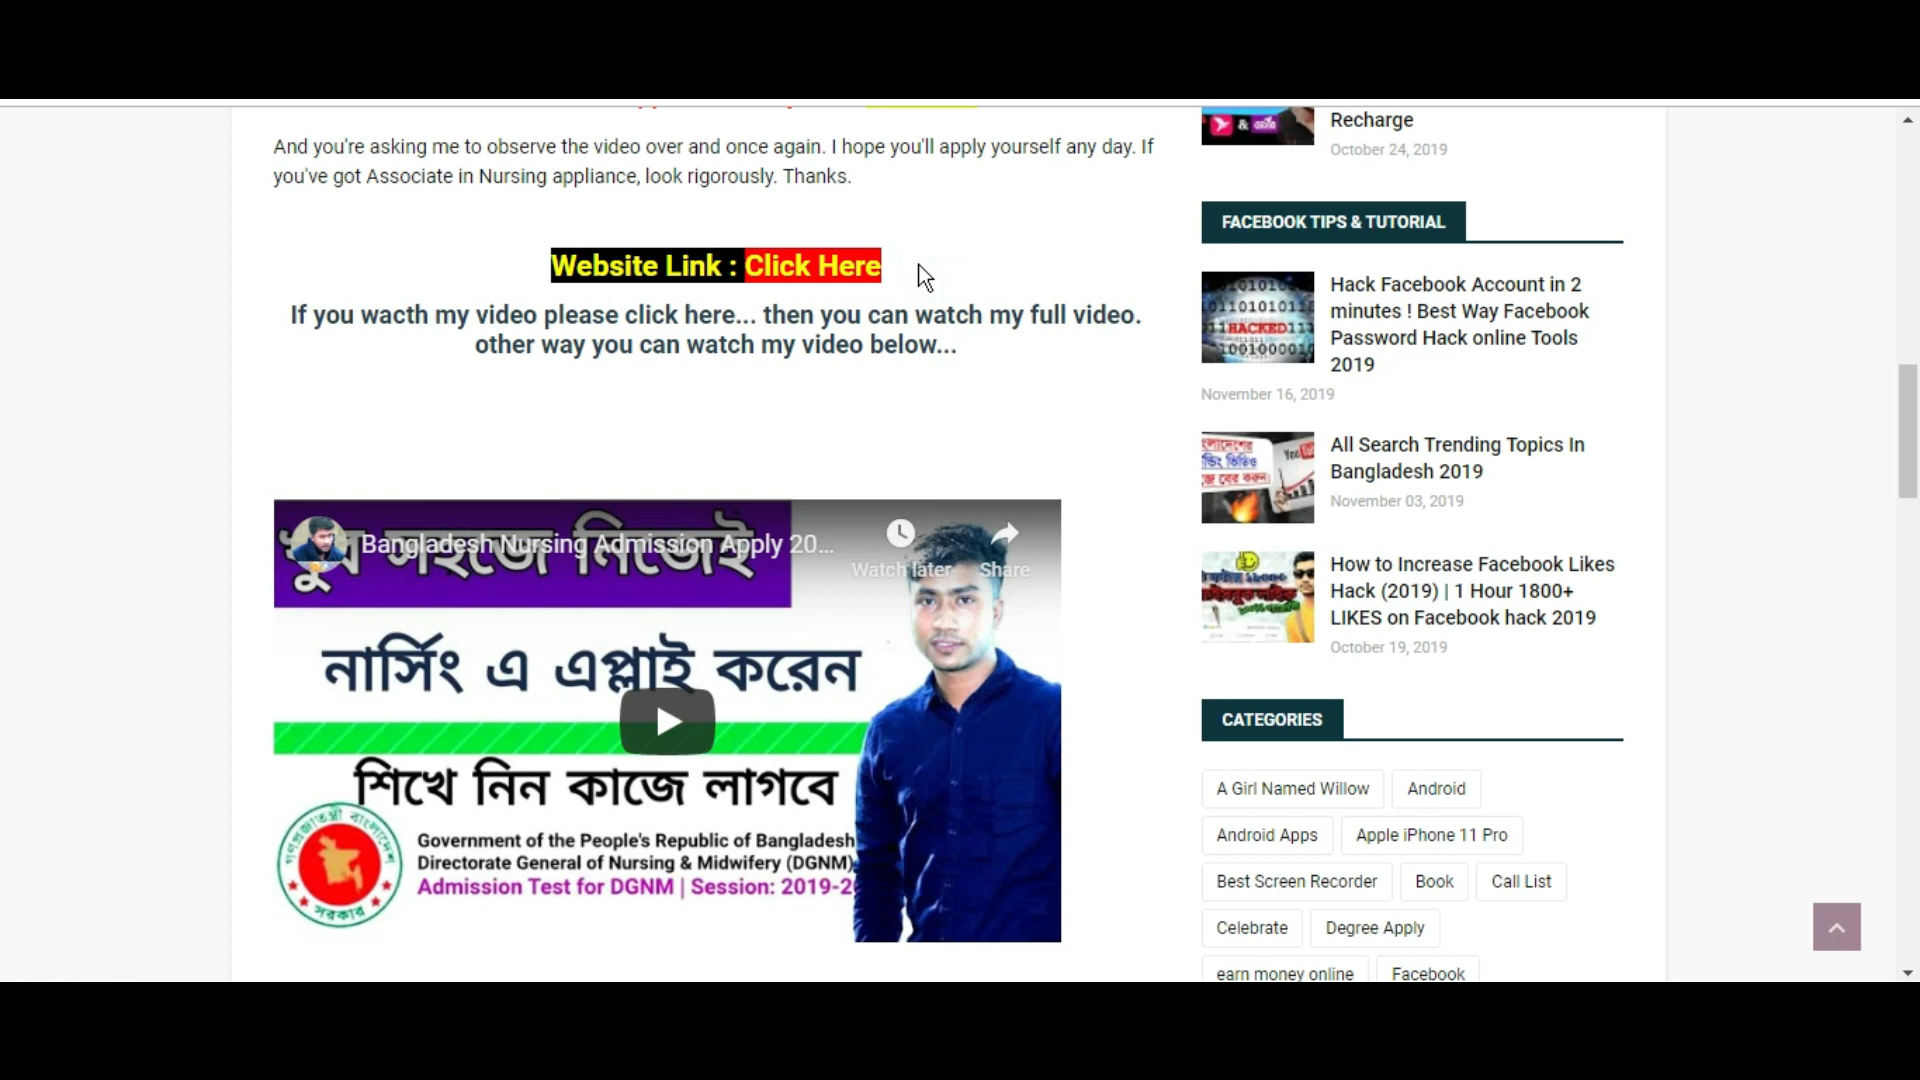 And you're asking me to observe the video over and once again. I hope you'll apply yourself any day. If
you've got Associate in Nursing appliance, look rigorously. Thanks.
Website Link : Click Here
If you wacth my video please click here... then you can watch my full video.
other way you can watch my video below...
Bangladesh Nursing Admission Apply 20...
Watch later
Share
খুব সহজে নিজেই
নার্সিং এ এপ্লাই করেন
শিখে নিন কাজে লাগবে
গণপ্রজাতন্ত্রী বাংলাদেশ
সরকার
Government of the People's Republic of Bangladesh
Directorate General of Nursing & Midwifery (DGNM)
Admission Test for DGNM | Session: 2019-2
Recharge
October 24, 2019
FACEBOOK TIPS & TUTORIAL
HACKED
Hack Facebook Account in 2
minutes ! Best Way Facebook
Password Hack online Tools
2019
November 16, 2019
All Search Trending Topics In
Bangladesh 2019
November 03, 2019
How to Increase Facebook Likes
Hack (2019) | 1 Hour 1800+
LIKES on Facebook hack 2019
October 19, 2019
CATEGORIES
A Girl Named Willow
Android
Android Apps
Apple iPhone 11 Pro
Best Screen Recorder
Book
Call List
Celebrate
Degree Apply
earn money online
Facebook